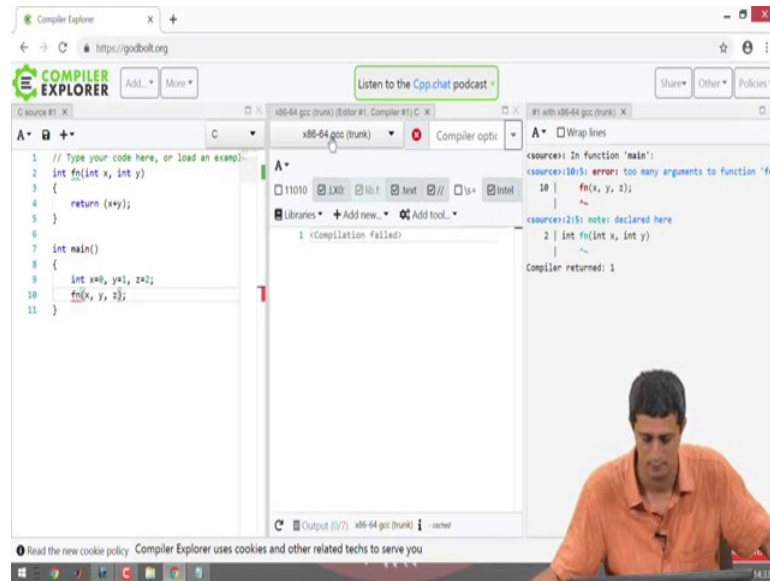 Compiler Explorer
https://godbolt.org
COMPILER
EXPLORER
Add...
More
Listen to the Cpp.chat podcast
Share
Other
Policies
C source #1 X
x86-64 gcc (trunk) (Editor #1, Compiler #1) C X
#1 with x86-64 gcc (trunk) X
A
C
x86-64 gcc (trunk)
Compiler optic
A
Wrap lines
1 // Type your code here, or load an exampl
2 int fn(int x, int y)
3 {
4 return (x+y);
5 }
6
7 int main()
8 {
9 int x=0, y=1, z=2;
10 fn(x, y, z);
11 }
A
11010 .LX0: lib.f: .text // \s+ Intel
Libraries + Add new... Add tool...
1 <Compilation failed>
<source>: In function 'main':
<source>:10:5: error: too many arguments to function 'f
10 | fn(x, y, z);
| ^~
<source>:2:5: note: declared here
2 | int fn(int x, int y)
| ^~
Compiler returned: 1
Output (0/7) x86-64 gcc (trunk) i - cached
Read the new cookie policy Compiler Explorer uses cookies and other related techs to serve you